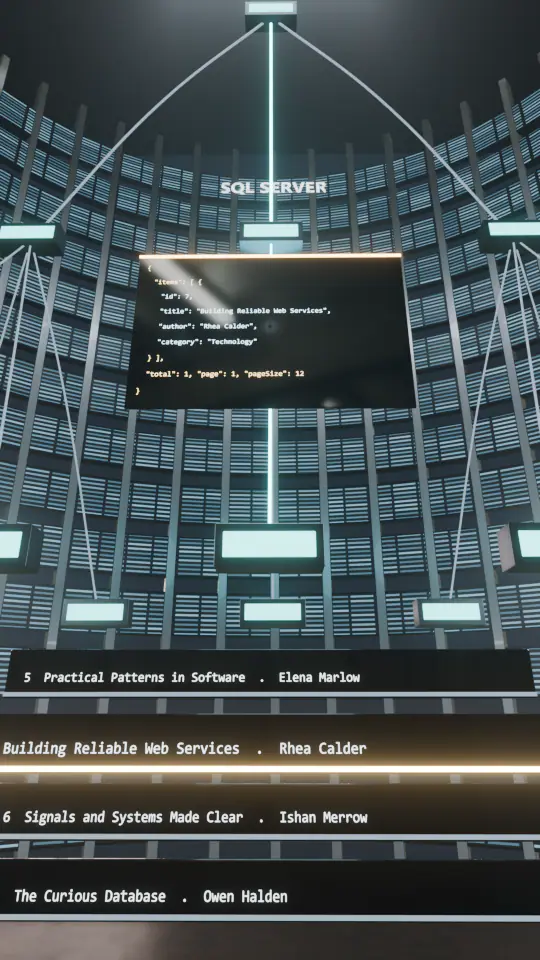 SQL SERVER
{
"items": [ {
"id": 7,
"title": "Building Reliable Web Services",
"author": "Rhea Calder",
"category": "Technology"
} ],
"total": 1, "page": 1, "pageSize": 12
}
5 Practical Patterns in Software . Elena Marlow
Building Reliable Web Services . Rhea Calder
6 Signals and Systems Made Clear . Ishan Merrow
The Curious Database . Owen Halden